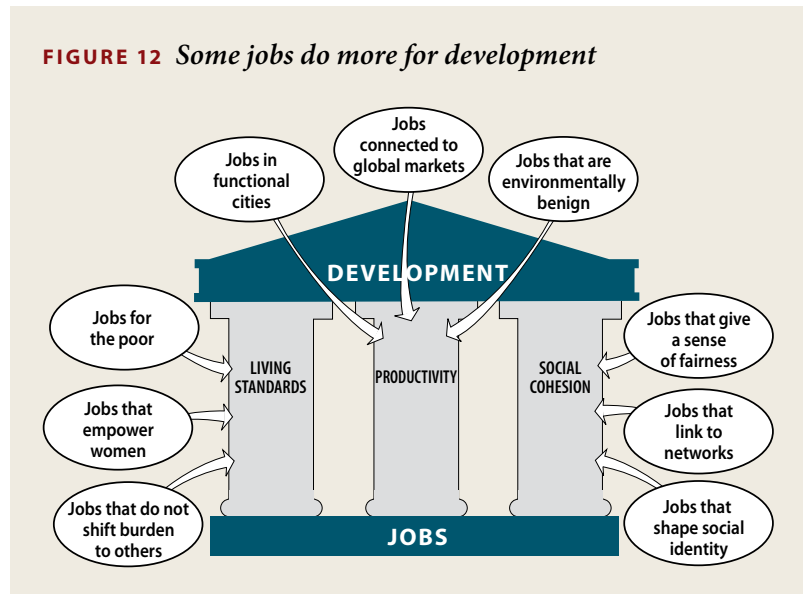 FIGURE 12 Some jobs do more for development
Jobs
connected to
global markets
Jobs in
functional
cities
Jobs that are
environmentally
benign
DEVELOPMENT
Jobs for
the poor
Jobs that
empower
women
Jobs that do not
shift burden
to others
LIVING
STANDARDS
PRODUCTIVITY
SOCIAL
COHESION
Jobs that give
a sense
of fairness
Jobs that
link to
networks
Jobs that
shape social
identity
JOBS